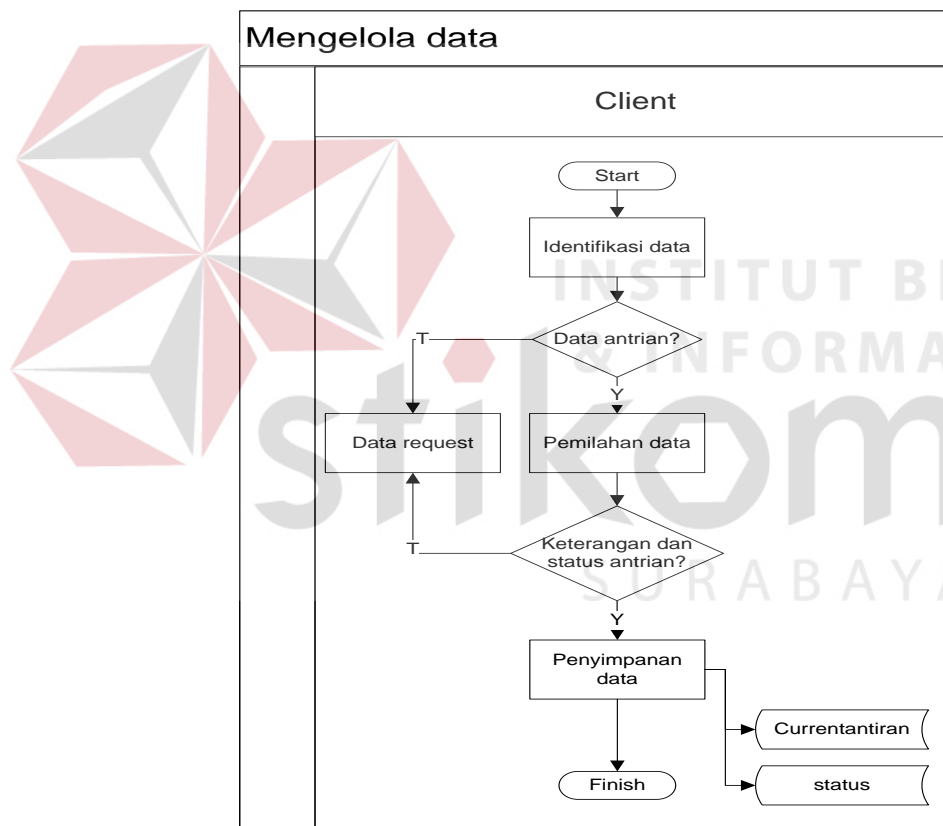 Mengelola data
Client
Start
Identifikasi data
INSTITUT BI
Data antrian?
T
& INFORMA
Y
Data request
Pemilahan data
stikom
Keterangan dan
status antrian?
T
SURABAYA
Y
Penyimpanan
data
Currentantiran
Finish
status